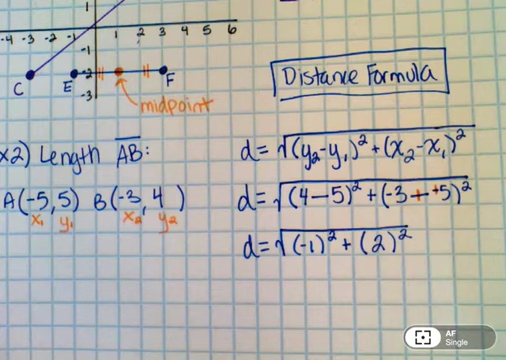 1
-4 -3 -2 -1 1 2 3 4 5 6
-1
-2
-3
C E F
midpoint
Distance Formula
x2) Length AB:
d=√(y₂-y₁)²+(x₂-x₁)²
A(-5,5) B(-3,4)
x₁ y₁ x₂ y₂
d=√(4-5)²+(-3++5)²
d=√(-1)²+(2)²
AF
Single